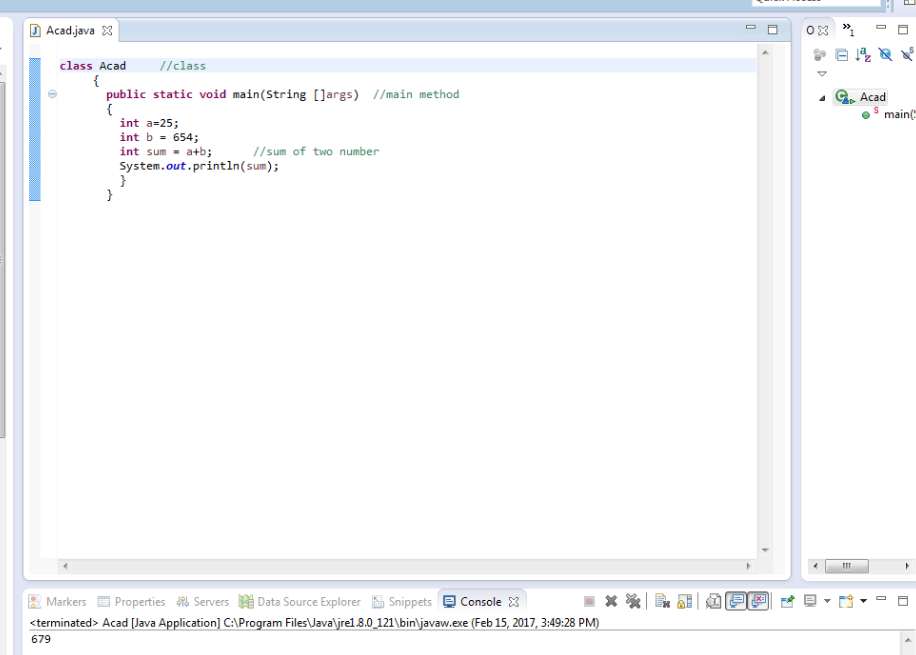 Acad.java
class Acad //class
{
public static void main(String []args) //main method
{
int a=25;
int b = 654;
int sum = a+b; //sum of two number
System.out.println(sum);
}
}
Acad
main(
Markers Properties Servers Data Source Explorer Snippets Console
<terminated> Acad [Java Application] C:\Program Files\Java\jre1.8.0_121\bin\javaw.exe (Feb 15, 2017, 3:49:28 PM)
679